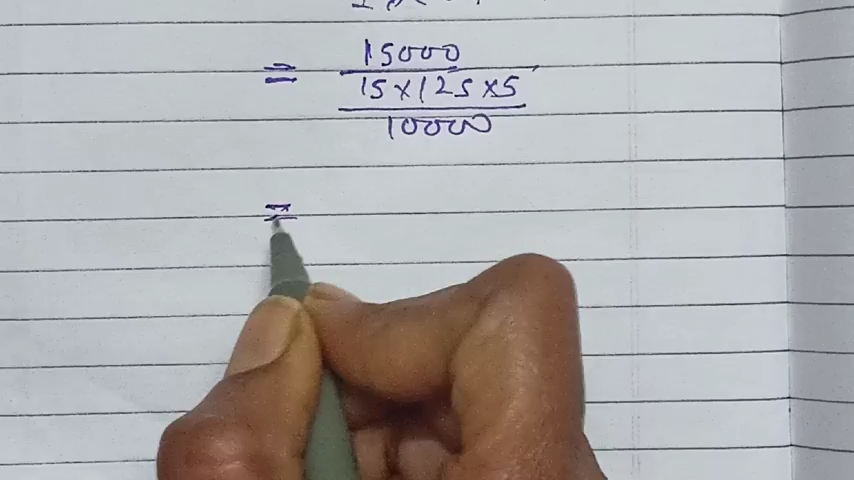 = 15000
15×125×5
10000
=